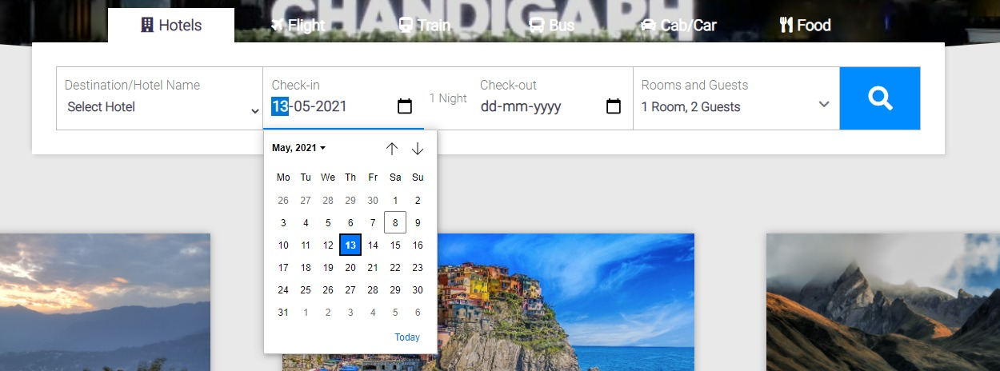 CHANDIGARH
Hotels Flight Train Bus Cab/Car Food
Destination/Hotel Name Check-in Check-out Rooms and Guests
Select Hotel 13-05-2021 1 Night dd-mm-yyyy 1 Room, 2 Guests
May, 2021
Mo Tu We Th Fr Sa Su
26 27 28 29 30 1 2
3 4 5 6 7 8 9
10 11 12 13 14 15 16
17 18 19 20 21 22 23
24 25 26 27 28 29 30
31 1 2 3 4 5 6
Today